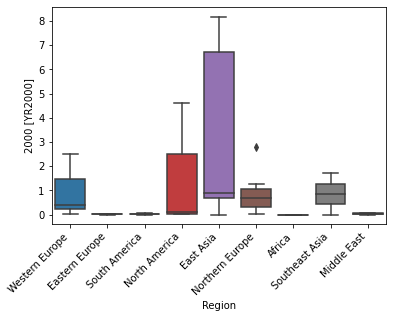 8
7
6
5
4
3
2
1
0
2000 [YR2000]
Western Europe
Eastern Europe
South America
North America
East Asia
Northern Europe
Africa
Southeast Asia
Middle East
Region